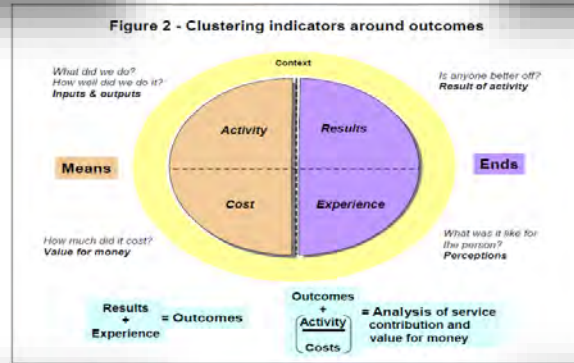 Figure 2 - Clustering indicators around outcomes
Context
What did we do?
How well did we do it?
Inputs & outputs
Is anyone better off?
Result of activity
Activity
Results
Means
Ends
Cost
Experience
How much did it cost?
Value for money
What was it like for
the person?
Perceptions
Results
+
Experience
= Outcomes
Outcomes
+
(Activity
Costs)
= Analysis of service
contribution and
value for money